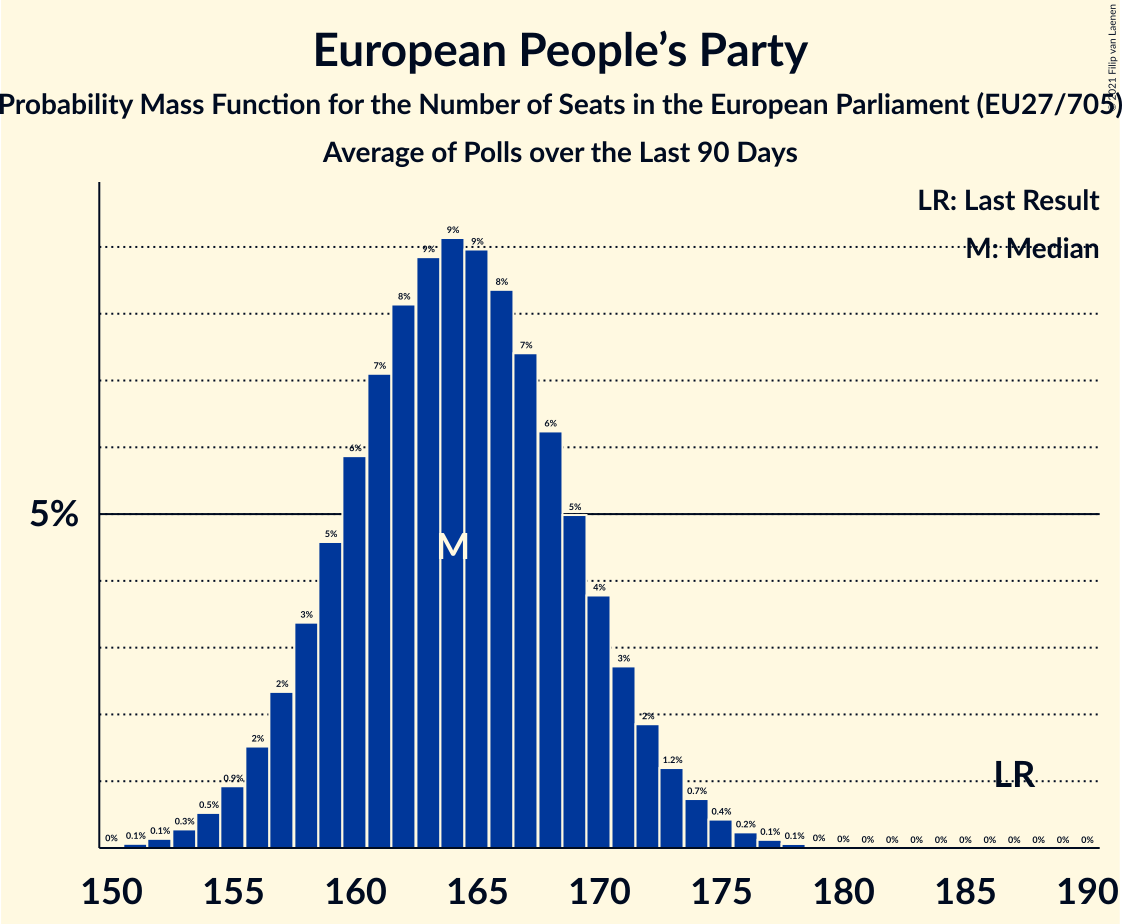 European People's Party
Probability Mass Function for the Number of Seats in the European Parliament (EU27/705)
Average of Polls over the Last 90 Days
2021 Filip van Laenen
LR: Last Result
M: Median
5%
0% 0.1% 0.1% 0.3% 0.5% 0.9% 2% 2% 3% 5% 6% 7% 8% 9% 9% 9% 8% 7% 6% 5% 4% 3% 2% 1.2% 0.7% 0.4% 0.2% 0.1% 0.1% 0% 0% 0% 0% 0% 0% 0% 0% 0% 0% 0% 0%
M
LR
150 155 160 165 170 175 180 185 190